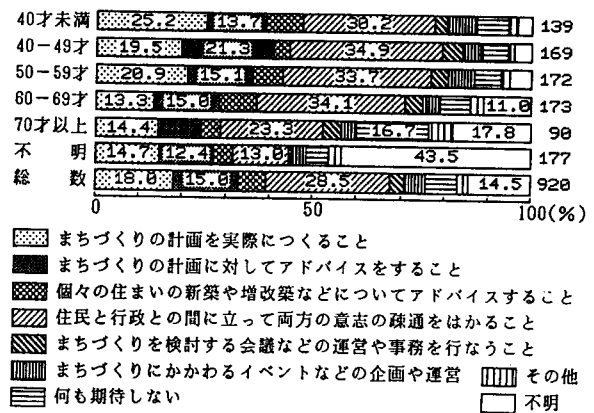 40才未満 25.2 13.7 30.2 139
40-49才 19.5 21.3 34.9 169
50-59才 20.9 15.1 33.7 172
60-69才 13.3 15.0 34.1 11.0 173
70才以上 14.4 23.3 16.7 17.8 90
不明 14.7 12.4 13.0 43.5 177
総数 18.0 15.0 28.5 14.5 920
0 50 100(%)
まちづくりの計画を実際につくること
まちづくりの計画に対してアドバイスをすること
個々の住まいの新築や増改築などについてアドバイスすること
住民と行政との間に立って両方の意志の疎通をはかること
まちづくりを検討する会議などの運営や事務を行なうこと
まちづくりにかかわるイベントなどの企画や運営 その他
何も期待しない 不明